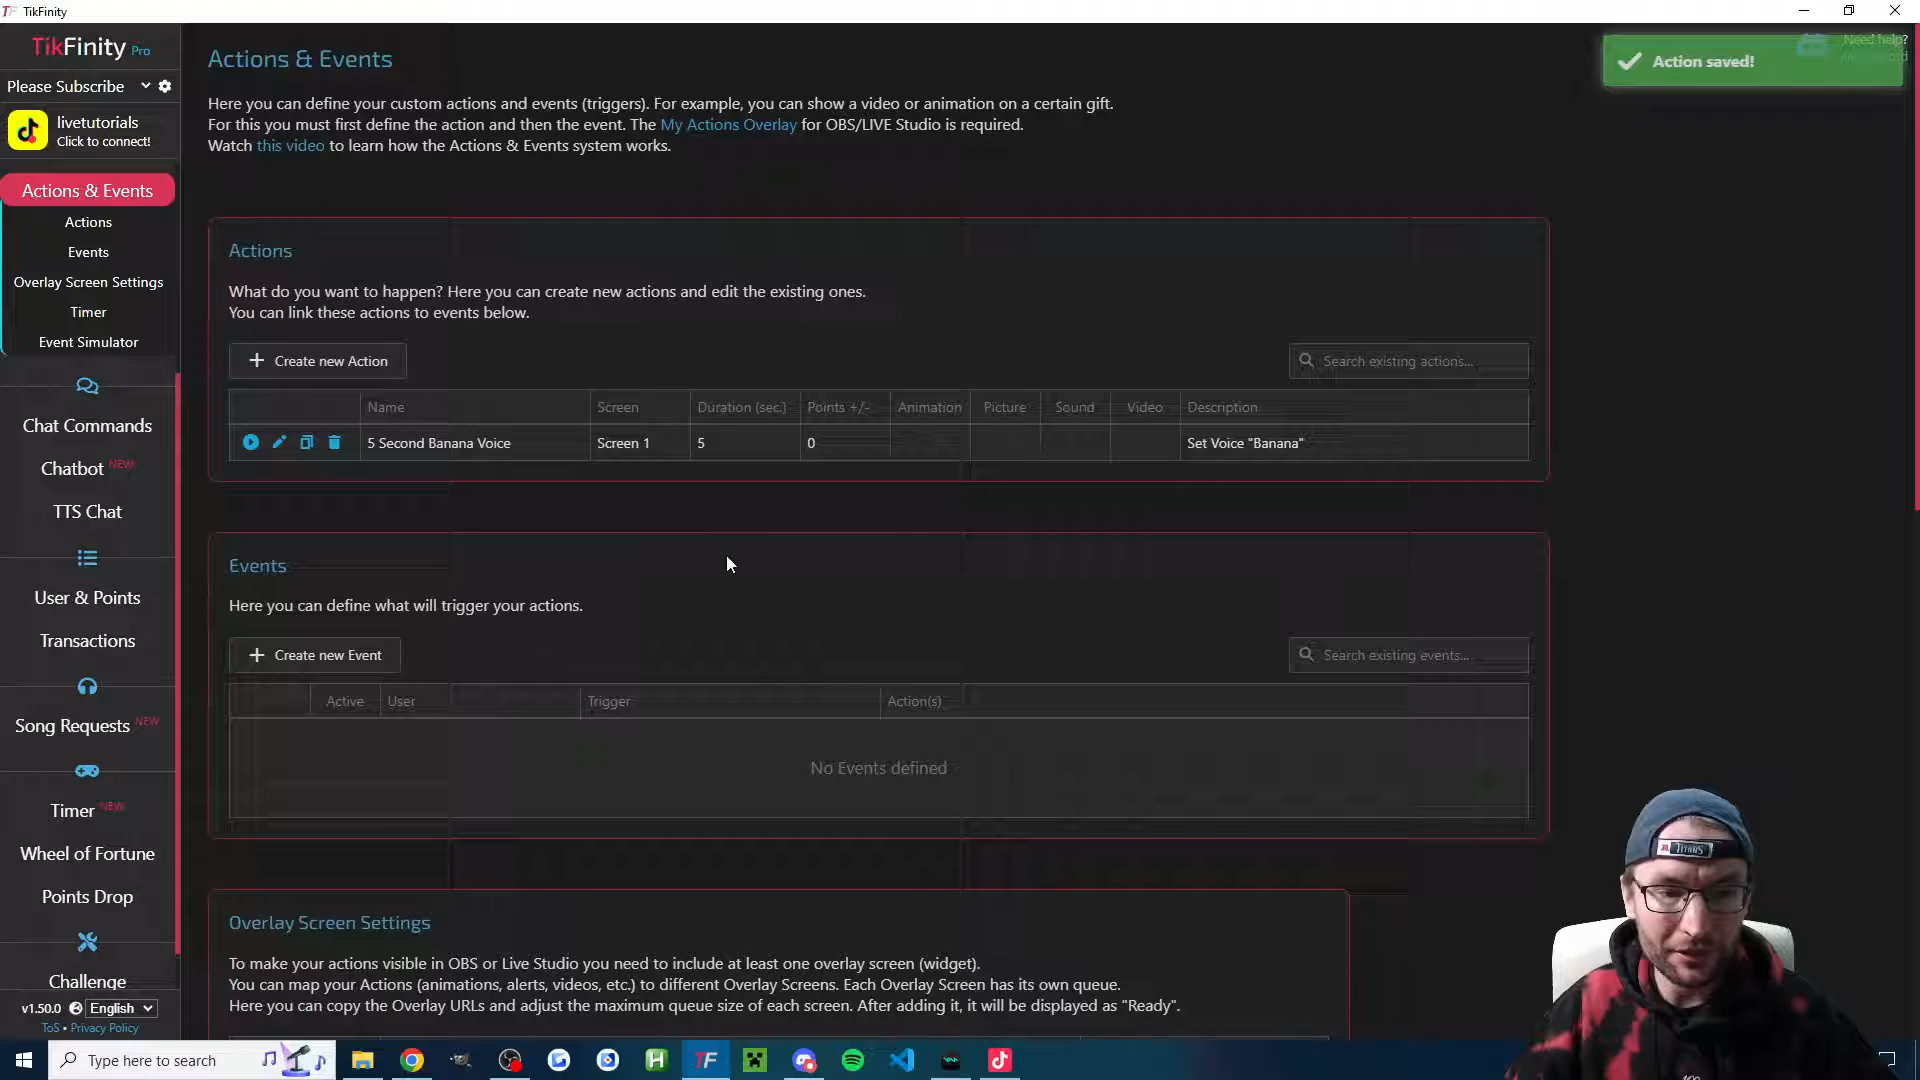 TF TikFinity
TikFinity Pro
Please Subscribe
livetutorials
Click to connect!
Actions & Events
Actions
Events
Overlay Screen Settings
Timer
Event Simulator
Chat Commands
Chatbot NEW
TTS Chat
User & Points
Transactions
Song Requests NEW
Timer NEW
Wheel of Fortune
Points Drop
Challenge
v1.50.0 English
ToS • Privacy Policy
Actions & Events
Here you can define your custom actions and events (triggers). For example, you can show a video or animation on a certain gift.
For this you must first define the action and then the event. The My Actions Overlay for OBS/LIVE Studio is required.
Watch this video to learn how the Actions & Events system works.
Need help?
Action saved!
Actions
What do you want to happen? Here you can create new actions and edit the existing ones.
You can link these actions to events below.
+ Create new Action
Search existing actions...
Name Screen Duration (sec.) Points +/- Animation Picture Sound Video Description
5 Second Banana Voice Screen 1 5 0 Set Voice "Banana"
Events
Here you can define what will trigger your actions.
+ Create new Event
Search existing events...
Active User Trigger Action(s)
No Events defined
Overlay Screen Settings
To make your actions visible in OBS or Live Studio you need to include at least one overlay screen (widget).
You can map your Actions (animations, alerts, videos, etc.) to different Overlay Screens. Each Overlay Screen has its own queue.
Here you can copy the Overlay URLs and adjust the maximum queue size of each screen. After adding it, it will be displayed as "Ready".
TITANS
Type here to search
H
TF